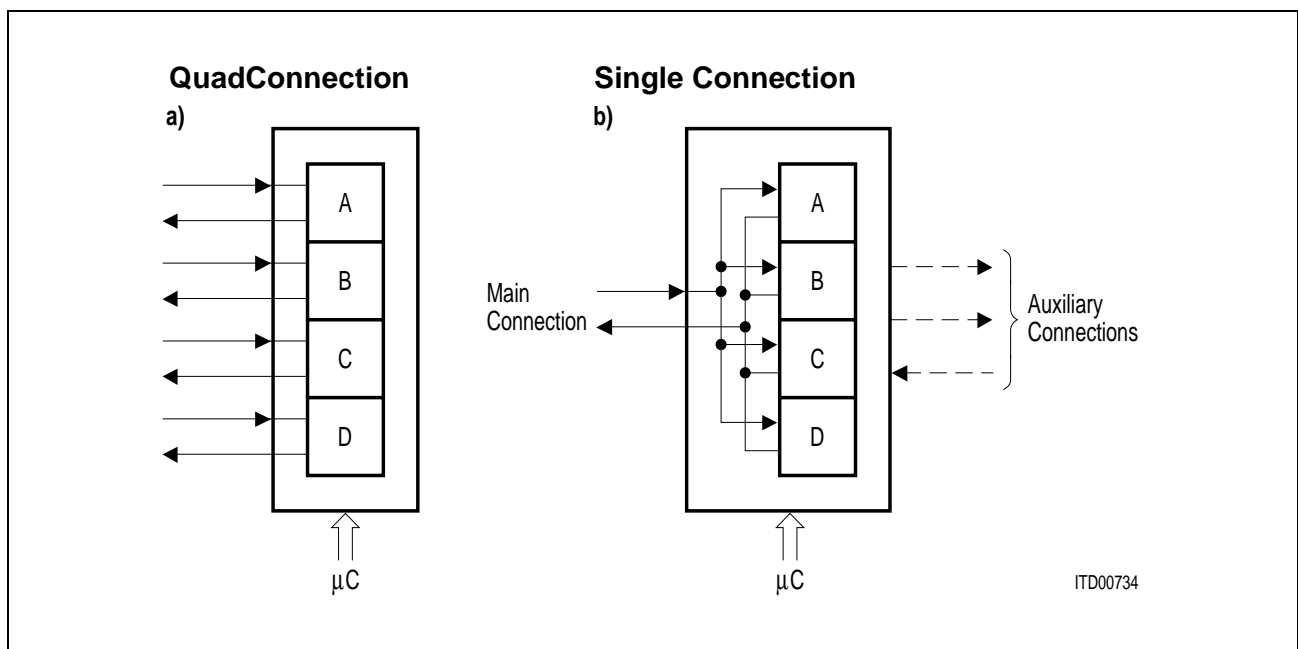 QuadConnection
a)
A
B
C
D
µC
Single Connection
b)
Main
Connection
A
B
C
D
Auxiliary
Connections
µC
ITD00734